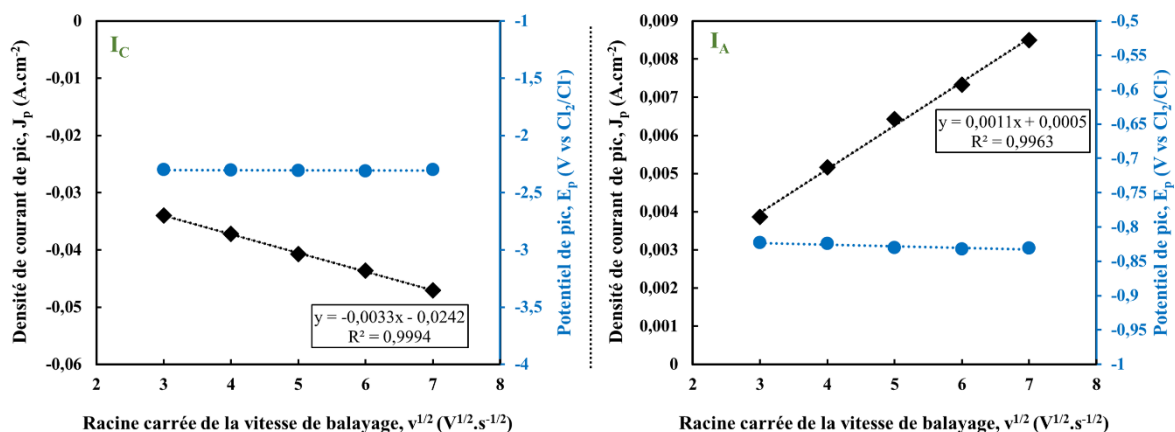 I_C
Densité de courant de pic, J_p (A.cm⁻²)
0
-0,01
-0,02
-0,03
-0,04
-0,05
-0,06
y = -0,0033x - 0,0242
R² = 0,9994
-1
-1,5
-2
-2,5
-3
-3,5
-4
Potentiel de pic, E_p (V vs Cl₂/Cl⁻)
2 3 4 5 6 7 8
Racine carrée de la vitesse de balayage, v^{1/2} (V^{1/2}.s^{-1/2})
I_A
Densité de courant de pic, J_p (A.cm⁻²)
0,009
0,008
0,007
0,006
0,005
0,004
0,003
0,002
0,001
0
y = 0,0011x + 0,0005
R² = 0,9963
-0,5
-0,55
-0,6
-0,65
-0,7
-0,75
-0,8
-0,85
-0,9
-0,95
-1
Potentiel de pic, E_p (V vs Cl₂/Cl⁻)
2 3 4 5 6 7 8
Racine carrée de la vitesse de balayage, v^{1/2} (V^{1/2}.s^{-1/2})